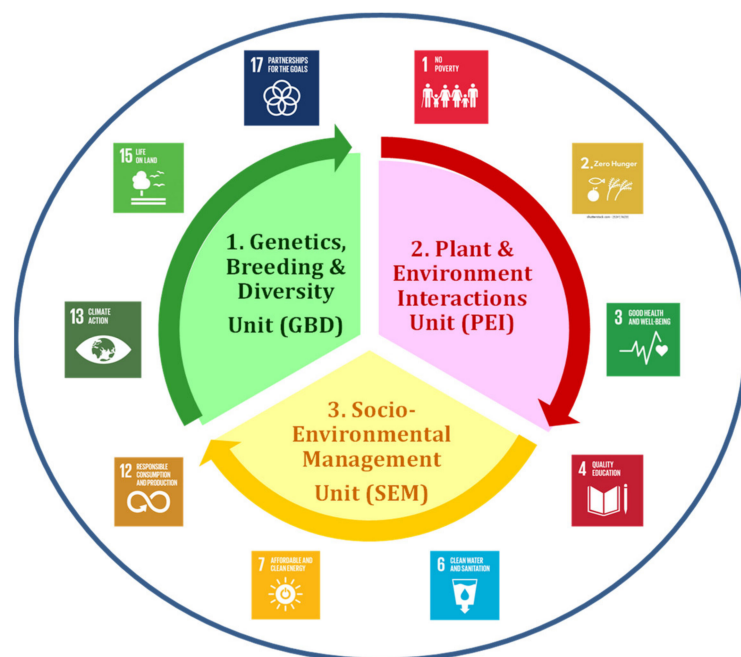 17 PARTNERSHIPS
FOR THE GOALS
1 NO
POVERTY
15 LIFE
ON LAND
2. Zero Hunger
1. Genetics,
Breeding &
Diversity
Unit (GBD)
2. Plant &
Environment
Interactions
Unit (PEI)
13 CLIMATE
ACTION
3 GOOD HEALTH
AND WELL-BEING
3. Socio-
Environmental
Management
Unit (SEM)
12 RESPONSIBLE
CONSUMPTION
AND PRODUCTION
4 QUALITY
EDUCATION
7 AFFORDABLE AND
CLEAN ENERGY
6 CLEAN WATER
AND SANITATION